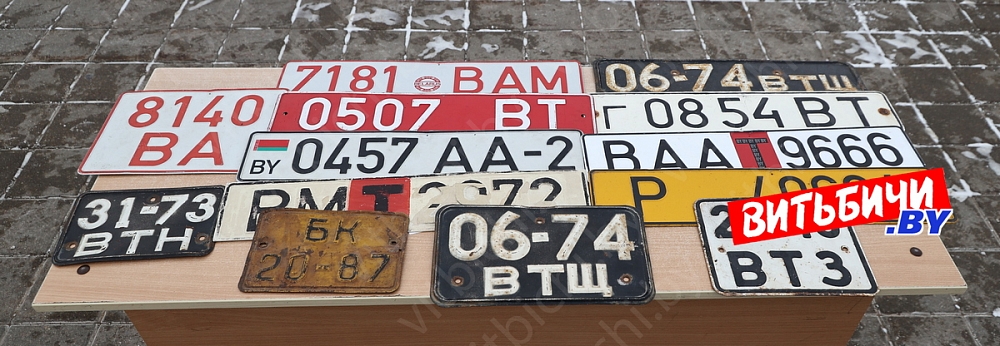 7181 ВАМ
06-74 ВТЩ
8140
ВА
0507 ВТ
Г 0854 ВТ
BY 0457 АА-2
9666
31-73
ВТН
Р
БК
20-87
06-74
ВТЩ
ВТЗ
ВИТЬБИЧИ
.BY